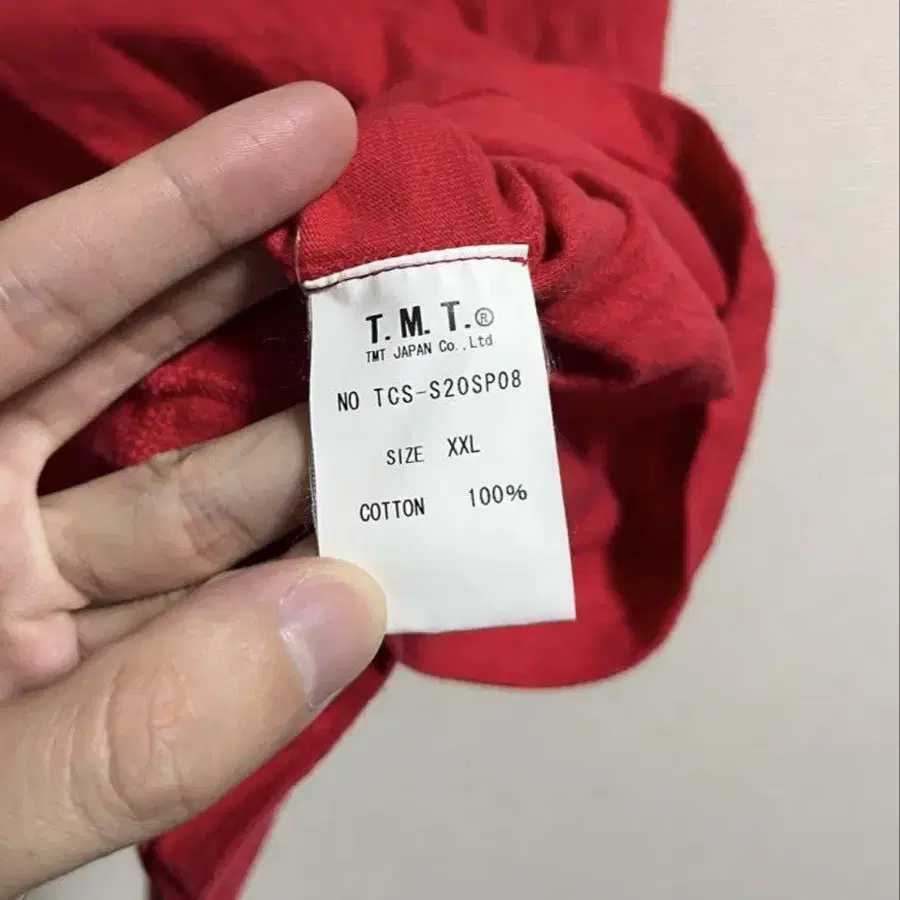 T.M.T.®
TMT JAPAN Co.,Ltd
NO TCS-S20SP08
SIZE XXL
COTTON 100%